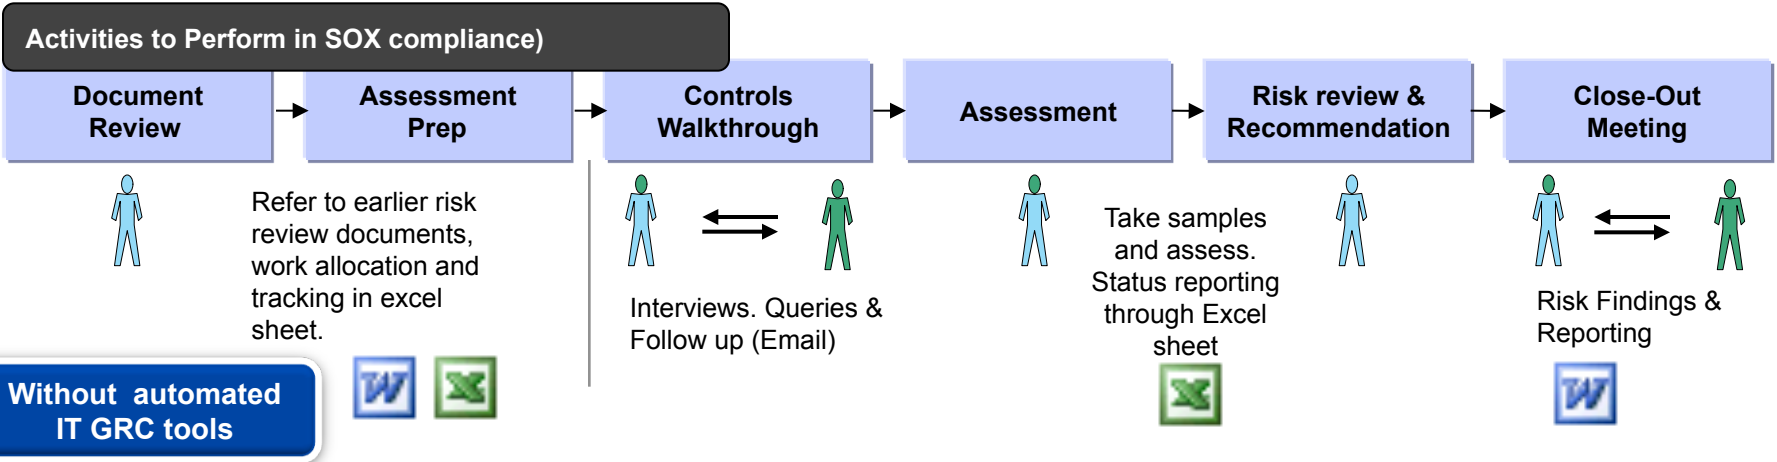 Activities to Perform in SOX compliance)
Document
Review
Assessment
Prep
Controls
Walkthrough
Assessment
Risk review &
Recommendation
Close-Out
Meeting
Refer to earlier risk
review documents,
work allocation and
tracking in excel
sheet.
Interviews. Queries &
Follow up (Email)
Take samples
and assess.
Status reporting
through Excel
sheet
Risk Findings &
Reporting
Without automated
IT GRC tools